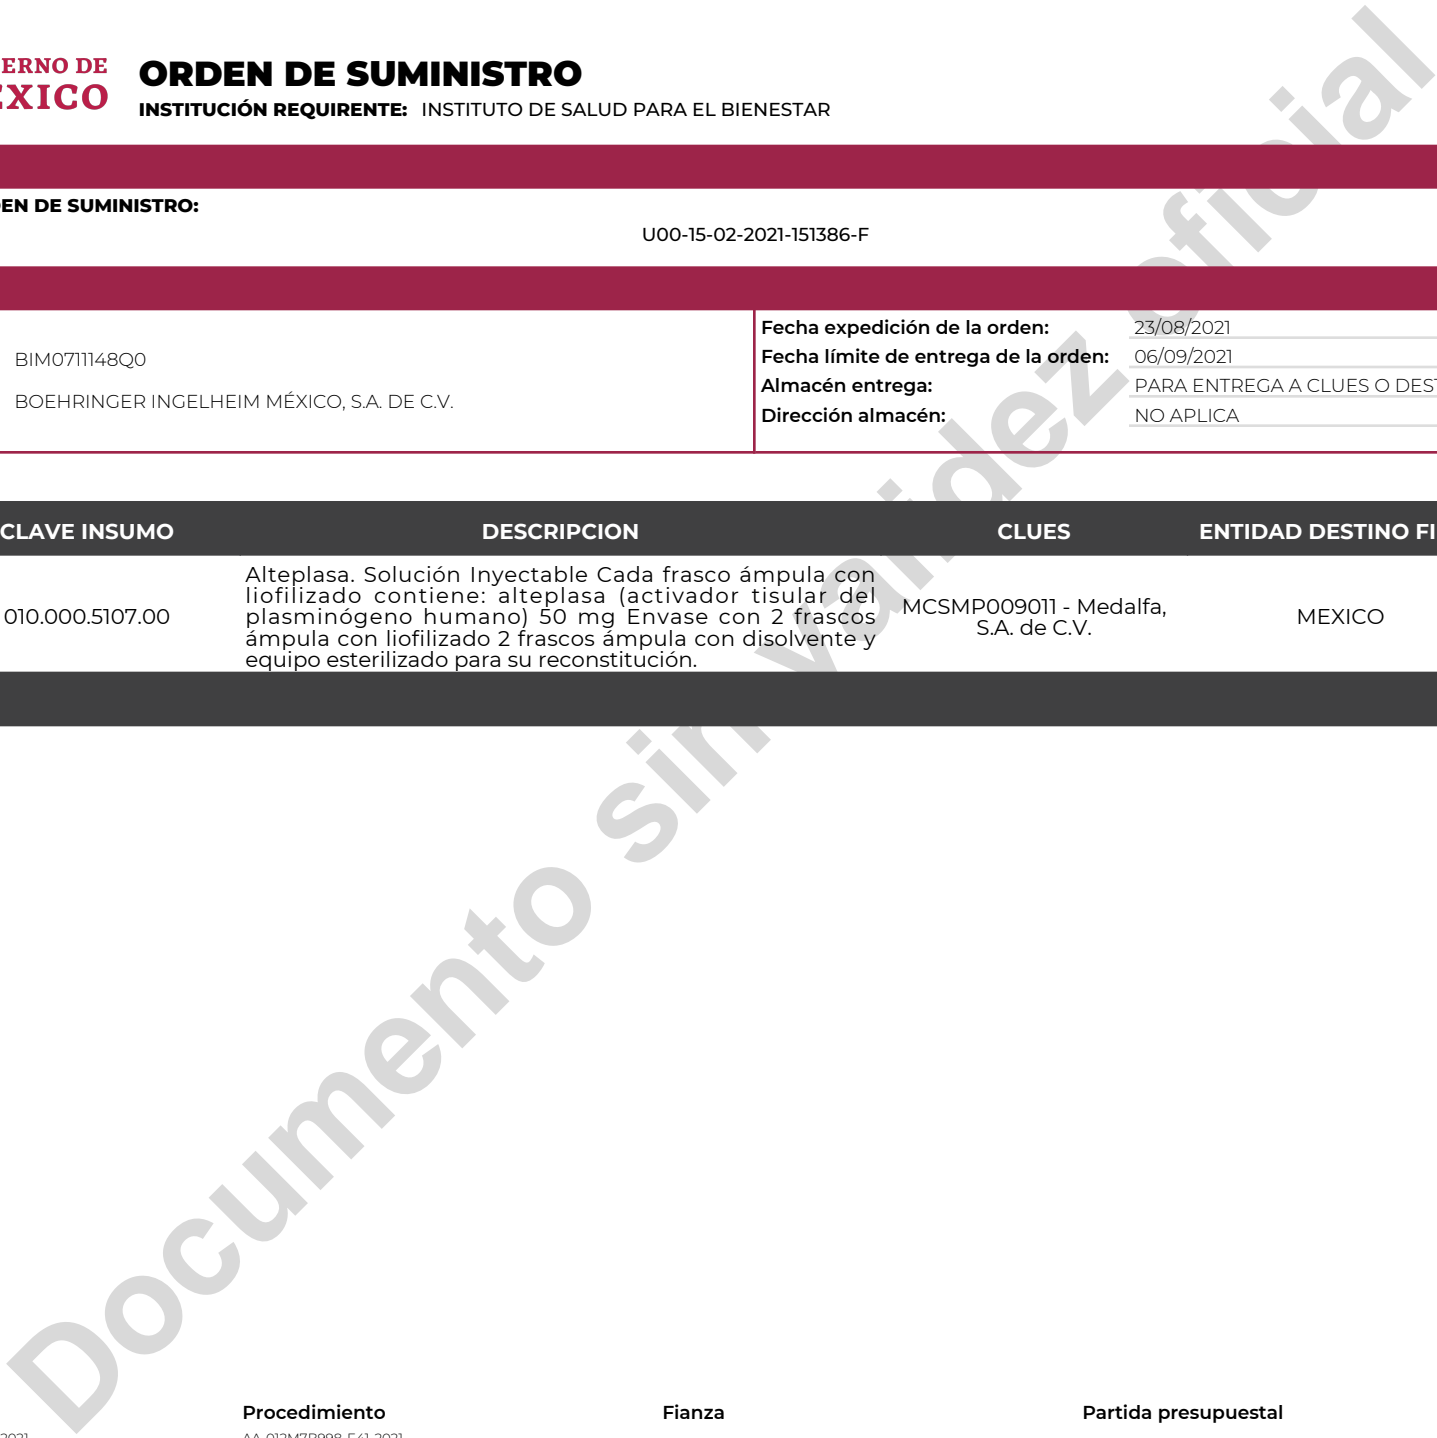 ERNO DE
EXICO
ORDEN DE SUMINISTRO
INSTITUCIÓN REQUIRENTE: INSTITUTO DE SALUD PARA EL BIENESTAR
EN DE SUMINISTRO:
U00-15-02-2021-151386-F
BIM0711148Q0
BOEHRINGER INGELHEIM MÉXICO, S.A. DE C.V.
Fecha expedición de la orden: 23/08/2021
Fecha límite de entrega de la orden: 06/09/2021
Almacén entrega: PARA ENTREGA A CLUES O DEST
Dirección almacén: NO APLICA
CLAVE INSUMO DESCRIPCION CLUES ENTIDAD DESTINO FI
010.000.5107.00
Alteplasa. Solución Inyectable Cada frasco ámpula con
liofilizado contiene: alteplasa (activador tisular del
plasminógeno humano) 50 mg Envase con 2 frascos
ámpula con liofilizado 2 frascos ámpula con disolvente y
equipo esterilizado para su reconstitución.
MCSMP009011 - Medalfa,
S.A. de C.V.
MEXICO
Documento sin validez oficial
Procedimiento Fianza Partida presupuestal